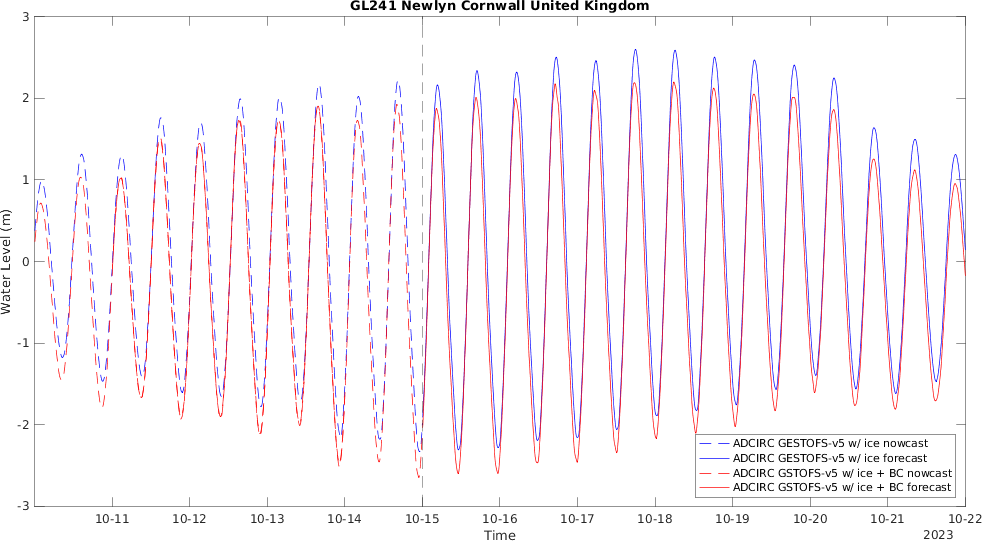 GL241 Newlyn Cornwall United Kingdom
3
2
1
0
-1
-2
-3
Water Level (m)
ADCIRC GESTOFS-v5 w/ ice nowcast
ADCIRC GESTOFS-v5 w/ ice forecast
ADCIRC GSTOFS-v5 w/ ice + BC nowcast
ADCIRC GSTOFS-v5 w/ ice + BC forecast
10-11 10-12 10-13 10-14 10-15 10-16 10-17 10-18 10-19 10-20 10-21 10-22
Time
2023